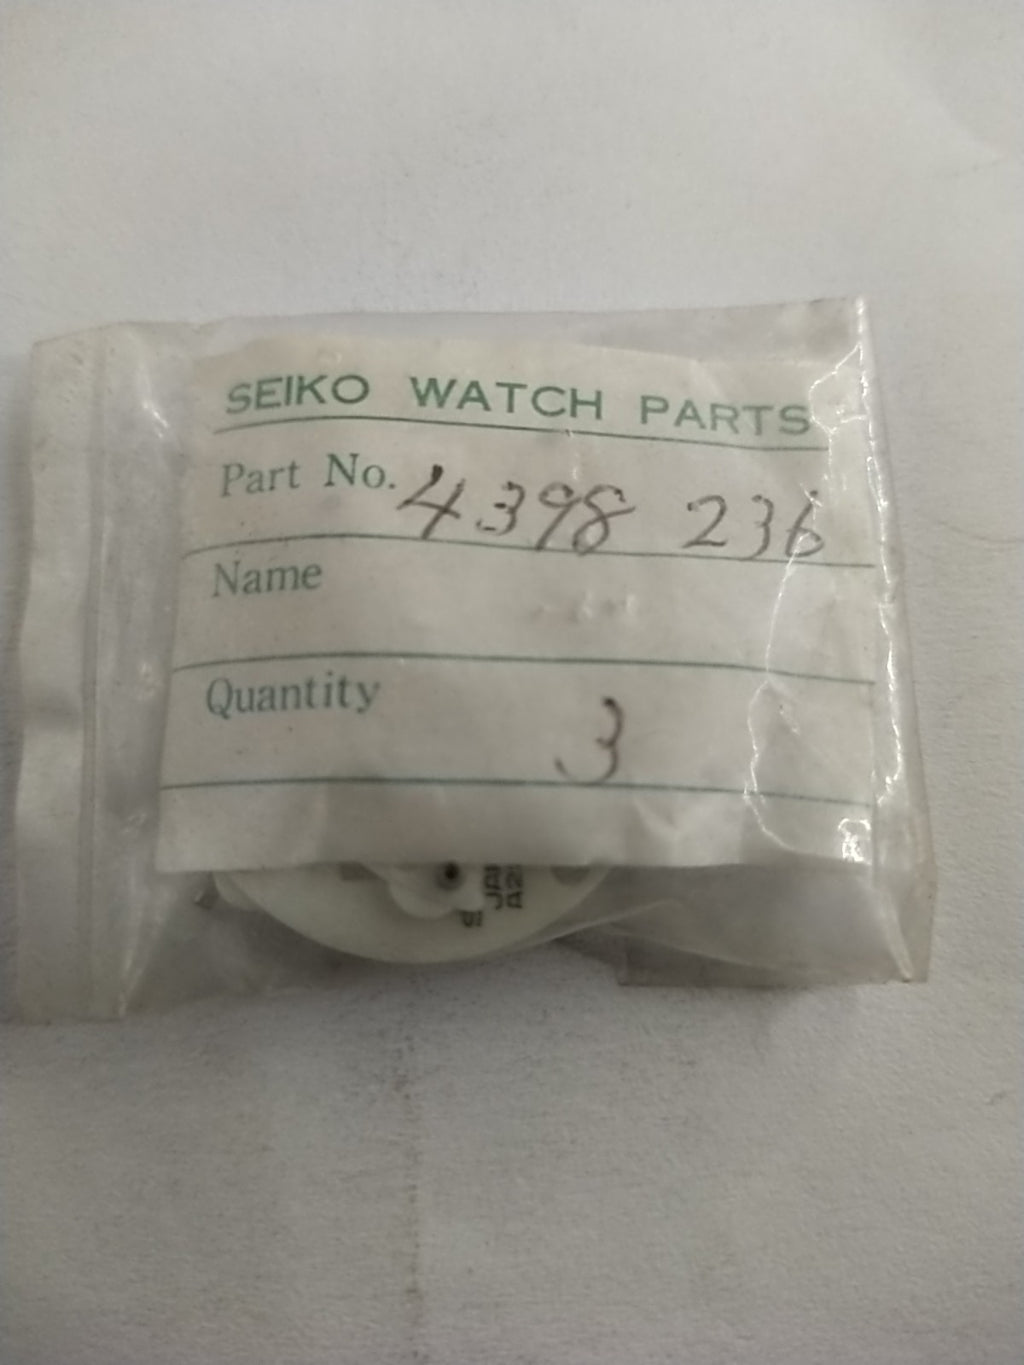 SEIKO WATCH PARTS
Part No. 4398 236
Name
Quantity 3